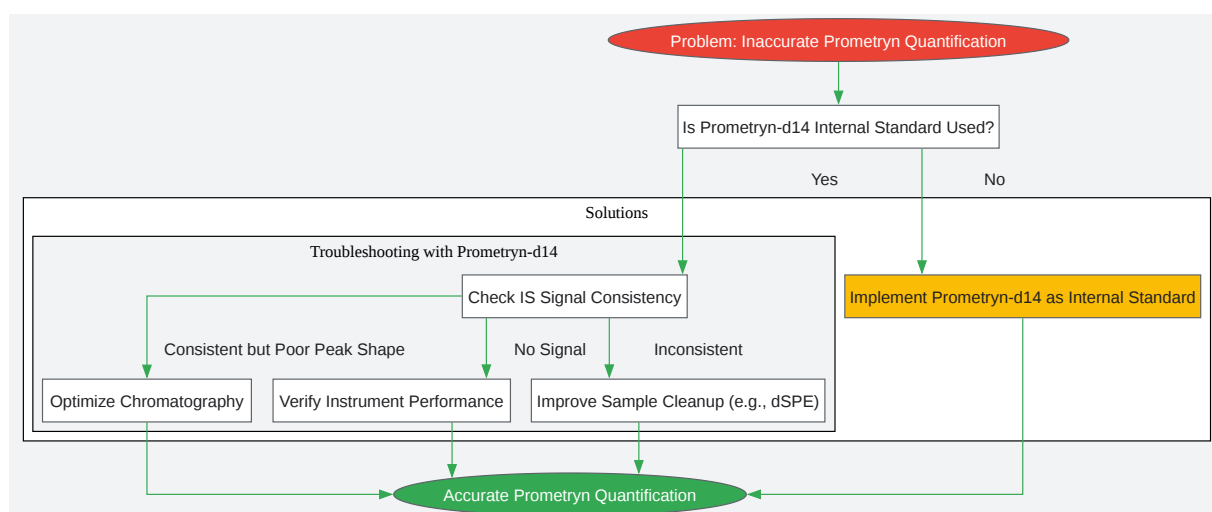 Problem: Inaccurate Prometryn Quantification
Is Prometryn-d14 Internal Standard Used?
Yes
No
Solutions
Troubleshooting with Prometryn-d14
Check IS Signal Consistency
Implement Prometryn-d14 as Internal Standard
Consistent but Poor Peak Shape
No Signal
Inconsistent
Optimize Chromatography
Verify Instrument Performance
Improve Sample Cleanup (e.g., dSPE)
Accurate Prometryn Quantification